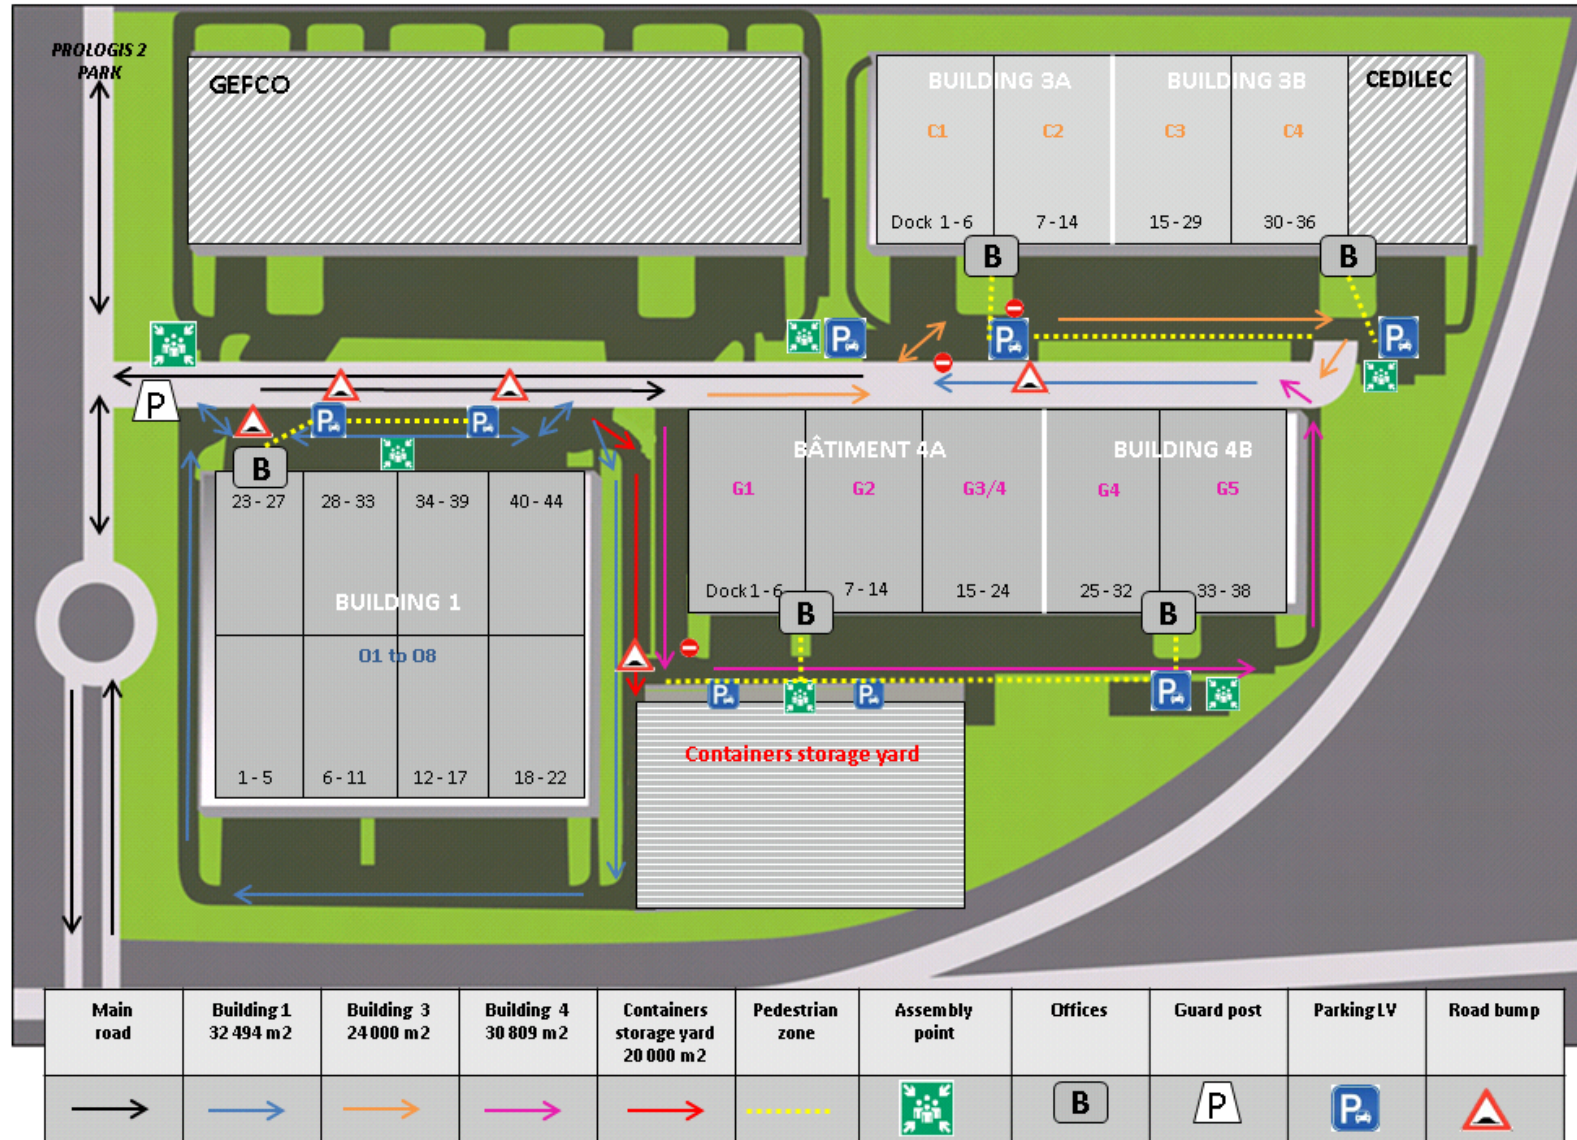 PROLOGIS 2
PARK
GEFCO
BUILDING 3A
BUILDING 3B
CEDILEC
C1
C2
C3
C4
Dock 1 - 6
7 - 14
15 - 29
30 - 36
B
B
P
P
P
P
P
P
B
23 - 27
28 - 33
34 - 39
40 - 44
BUILDING 1
O1 to O8
1 - 5
6 - 11
12 - 17
18 - 22
BÂTIMENT 4A
BUILDING 4B
G1
G2
G3/4
G4
G5
Dock 1 - 6
7 - 14
15 - 24
25 - 32
33 - 38
B
B
P
P
P
Containers storage yard
Main
road
Building 1
32 494 m2
Building 3
24 000 m2
Building 4
30 809 m2
Containers
storage yard
20 000 m2
Pedestrian
zone
Assembly
point
Offices
Guard post
Parking LV
Road bump
B
P
P